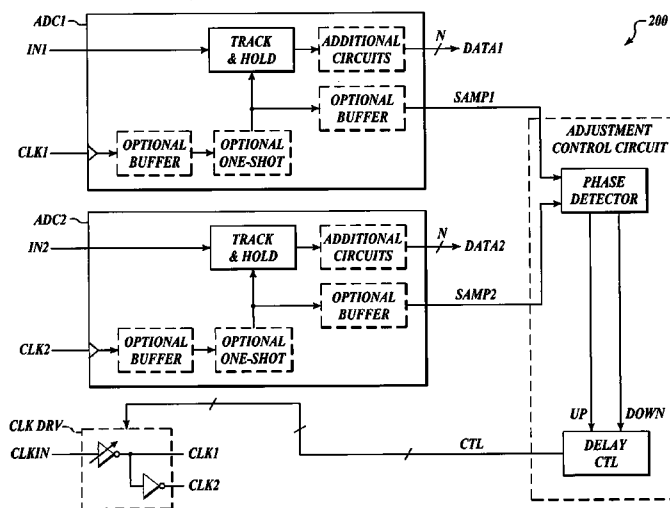 ADC1
IN1
TRACK
& HOLD
ADDITIONAL
CIRCUITS
N
DATA1
200
OPTIONAL
BUFFER
SAMP1
CLK1
OPTIONAL
BUFFER
OPTIONAL
ONE-SHOT
ADJUSTMENT
CONTROL CIRCUIT
PHASE
DETECTOR
ADC2
IN2
TRACK
& HOLD
ADDITIONAL
CIRCUITS
N
DATA2
OPTIONAL
BUFFER
SAMP2
CLK2
OPTIONAL
BUFFER
OPTIONAL
ONE-SHOT
UP
DOWN
CLK DRV
CLKIN
CLK1
CLK2
CTL
DELAY
CTL